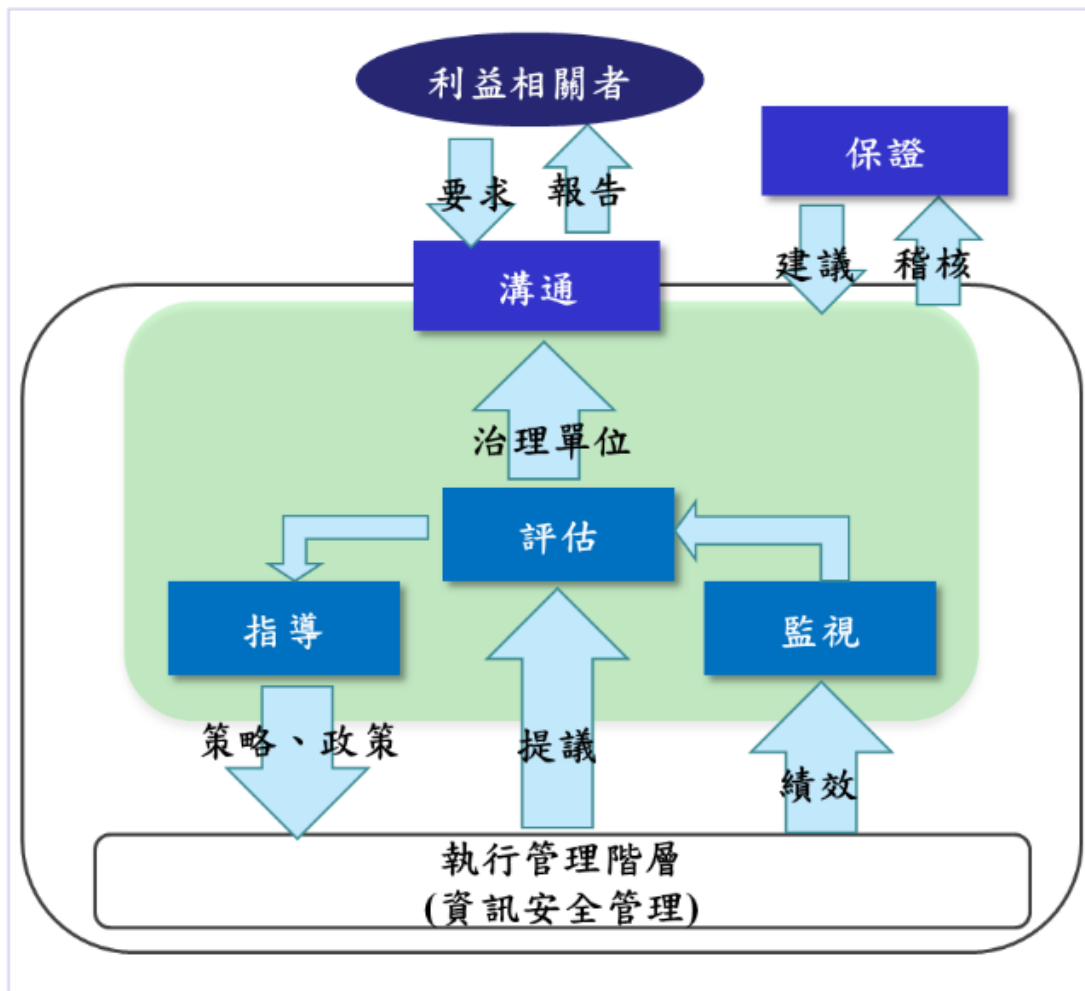 利益相關者
保證
要求
報告
建議
稽核
溝通
治理單位
評估
指導
監視
策略、政策
提議
績效
執行管理階層
(資訊安全管理)